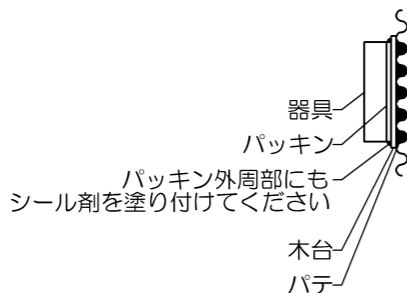 器具
パッキン
パッキン外周部にも
シール剤を塗り付けてください
木台
パテ